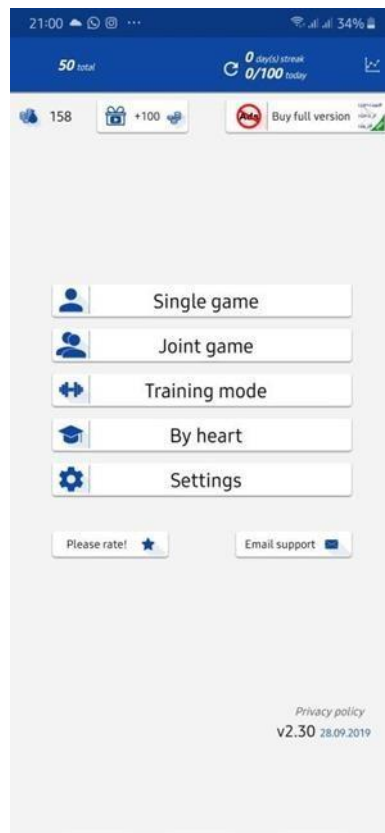 21:00 ... 34%
50 total
0 day(s) streak
0/100 today
158 +100 Ads Buy full version
Single game
Joint game
Training mode
By heart
Settings
Please rate! Email support
Privacy policy
v2.30 28.09.2019